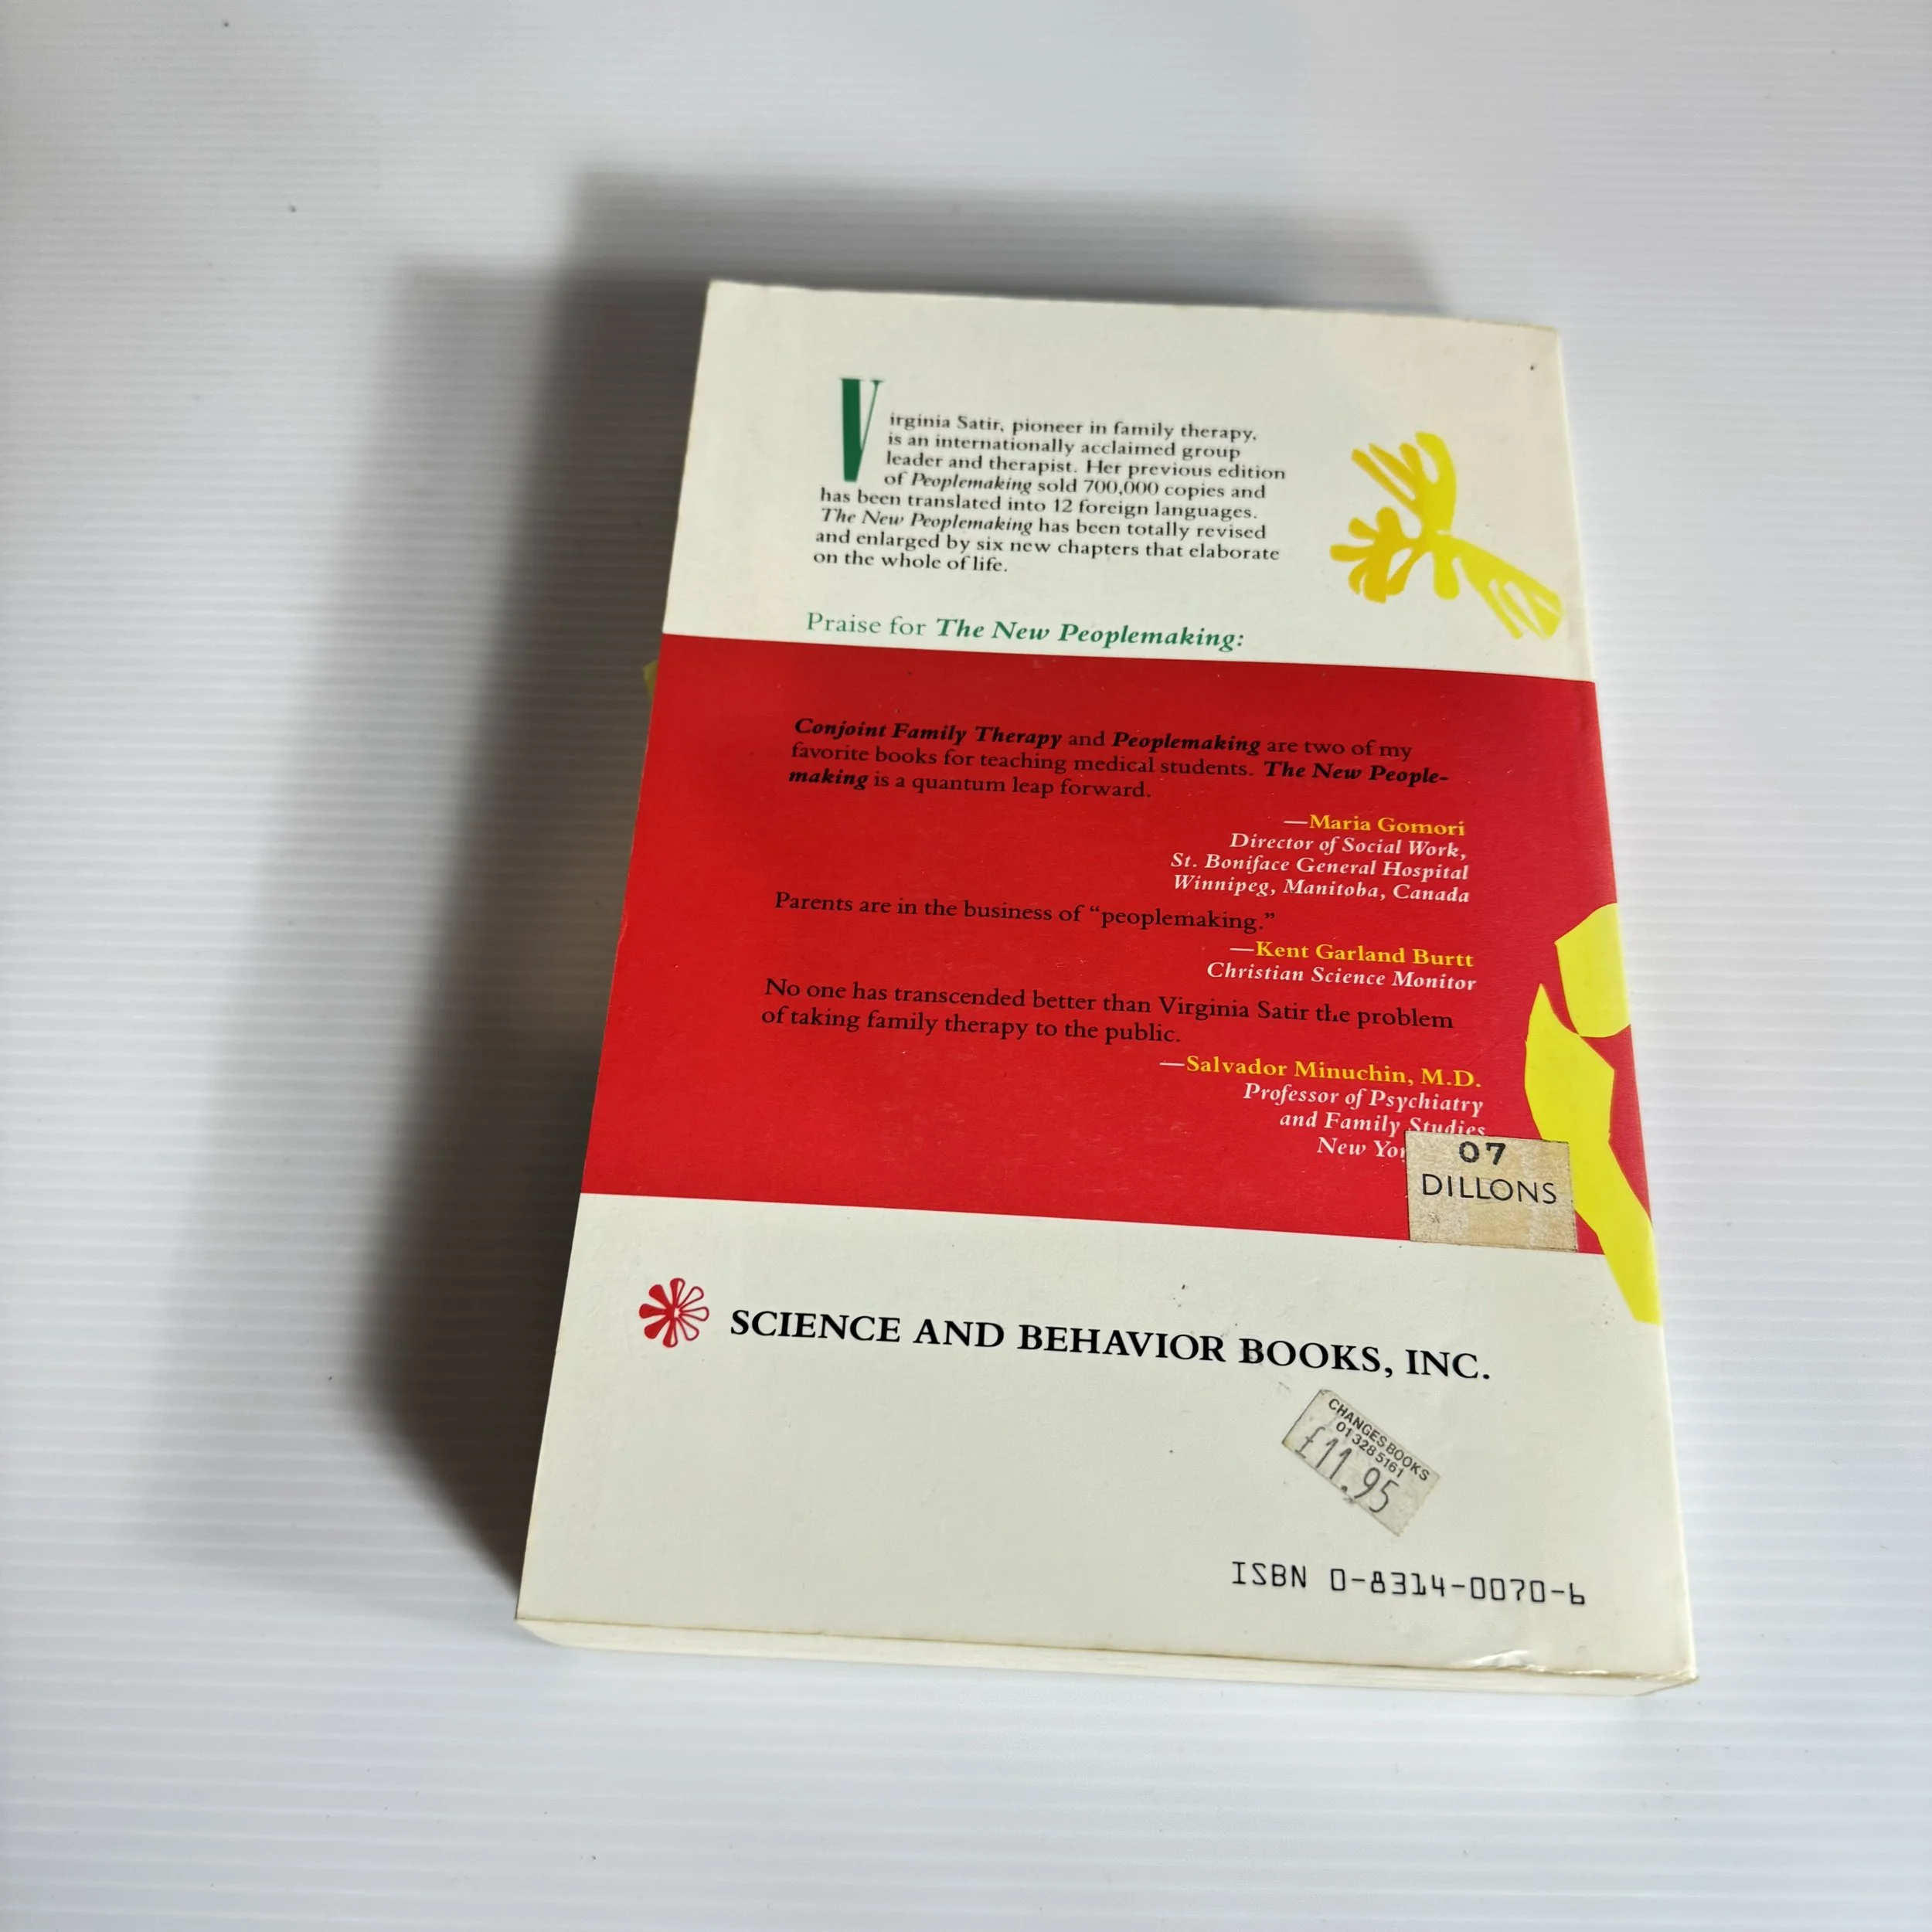 Virginia Satir, pioneer in family therapy,
is an internationally acclaimed group
leader and therapist. Her previous edition
of Peoplemaking sold 700,000 copies and
has been translated into 12 foreign languages.
The New Peoplemaking has been totally revised
and enlarged by six new chapters that elaborate
on the whole of life.
Praise for The New Peoplemaking:
Conjoint Family Therapy and Peoplemaking are two of my
favorite books for teaching medical students. The New People-
making is a quantum leap forward.
—Maria Gomori
Director of Social Work,
St. Boniface General Hospital
Winnipeg, Manitoba, Canada
Parents are in the business of “peoplemaking.”
—Kent Garland Burtt
Christian Science Monitor
No one has transcended better than Virginia Satir the problem
of taking family therapy to the public.
—Salvador Minuchin, M.D.
Professor of Psychiatry
and Family Studies
New
07
DILLONS
SCIENCE AND BEHAVIOR BOOKS, INC.
CHANGES BOOKS
01 328 5161
£11.95
ISBN 0-8314-0070-6